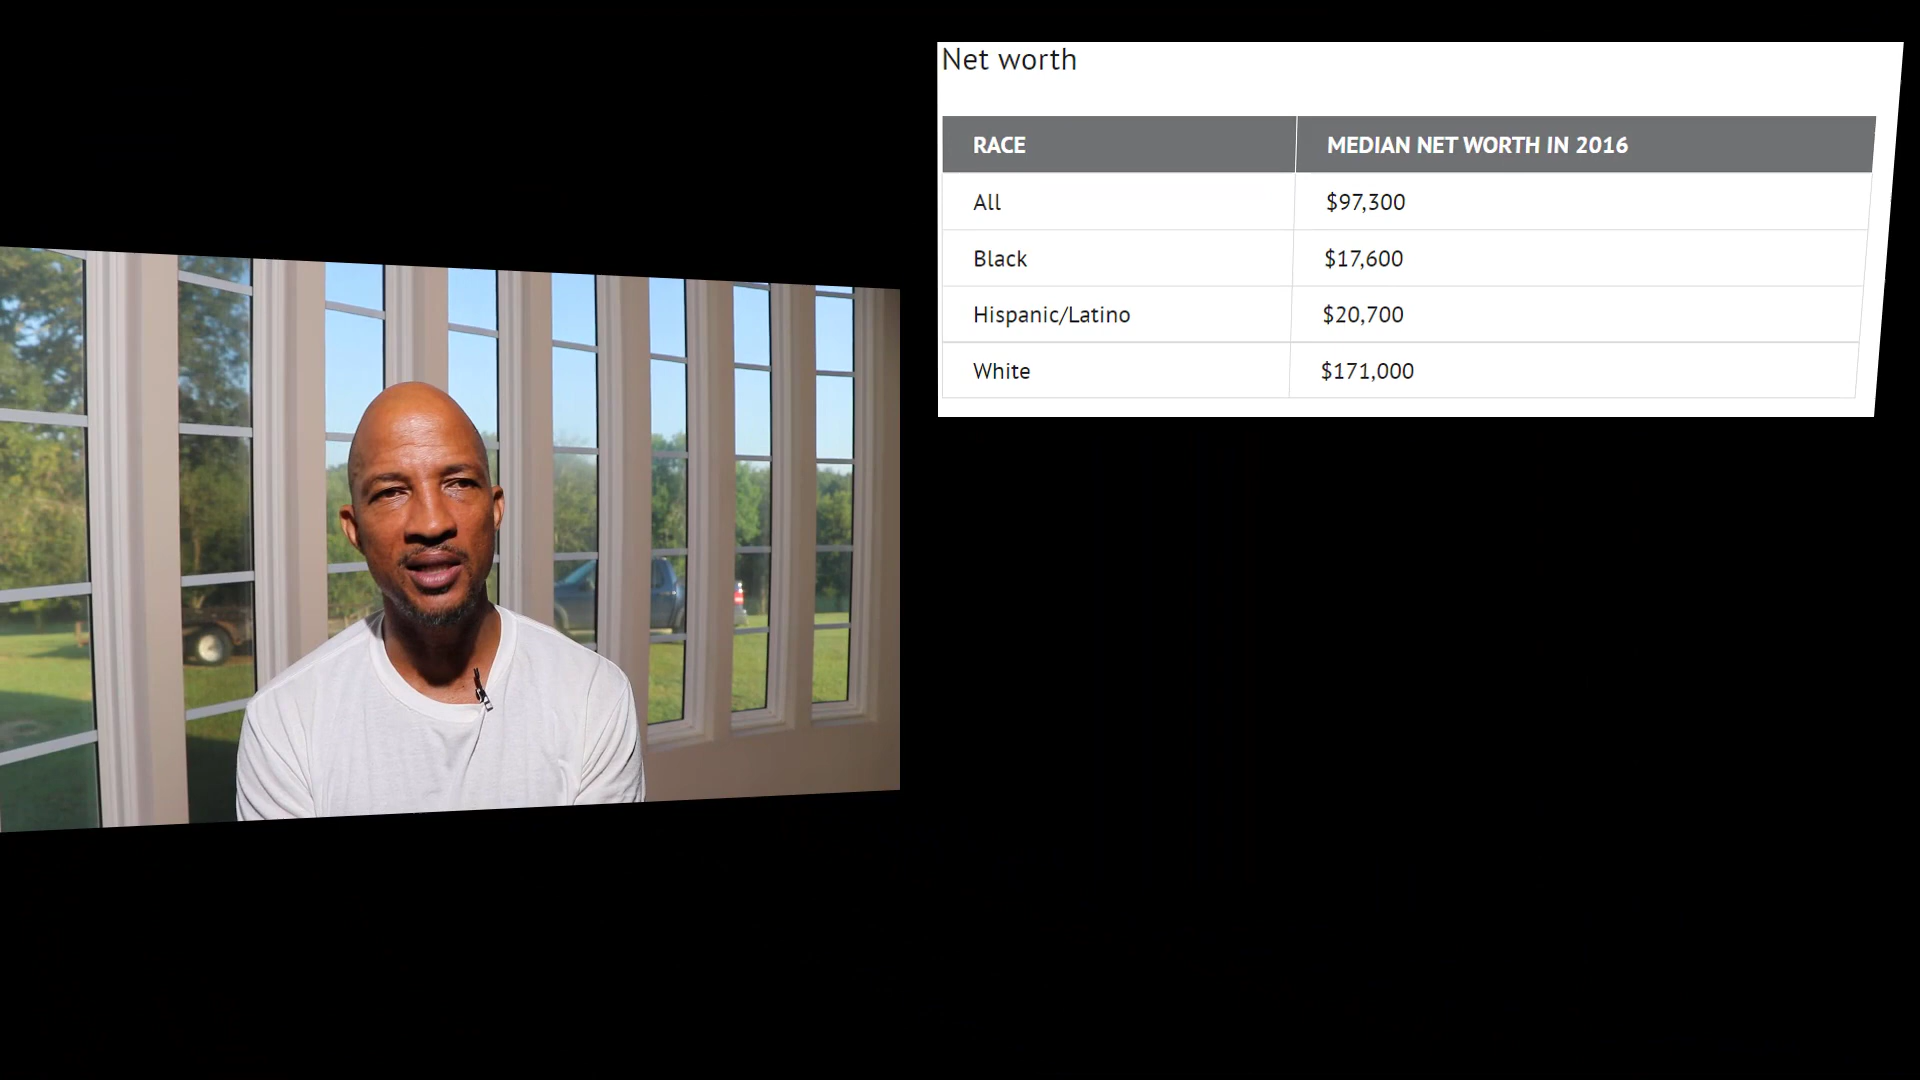 Net worth
RACE MEDIAN NET WORTH IN 2016
All $97,300
Black $17,600
Hispanic/Latino $20,700
White $171,000